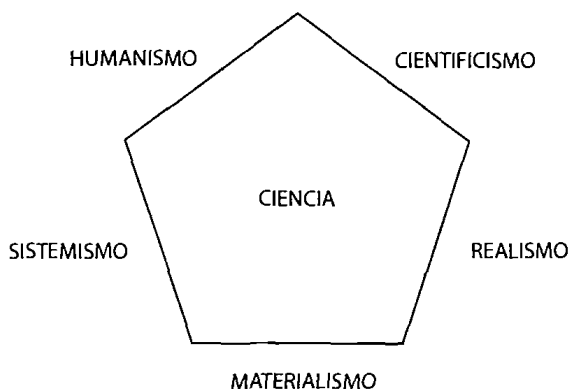 HUMANISMO
CIENTIFICISMO
CIENCIA
SISTEMISMO
REALISMO
MATERIALISMO